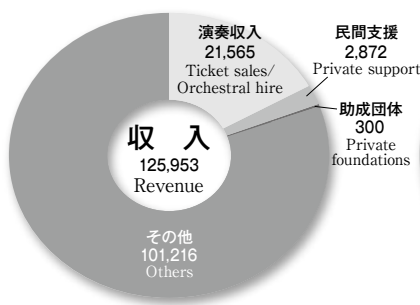 演奏収入
21,565
Ticket sales/
Orchestral hire
民間支援
2,872
Private support
助成団体
300
Private
foundations
収 入
125,953
Revenue
その他
101,216
Others